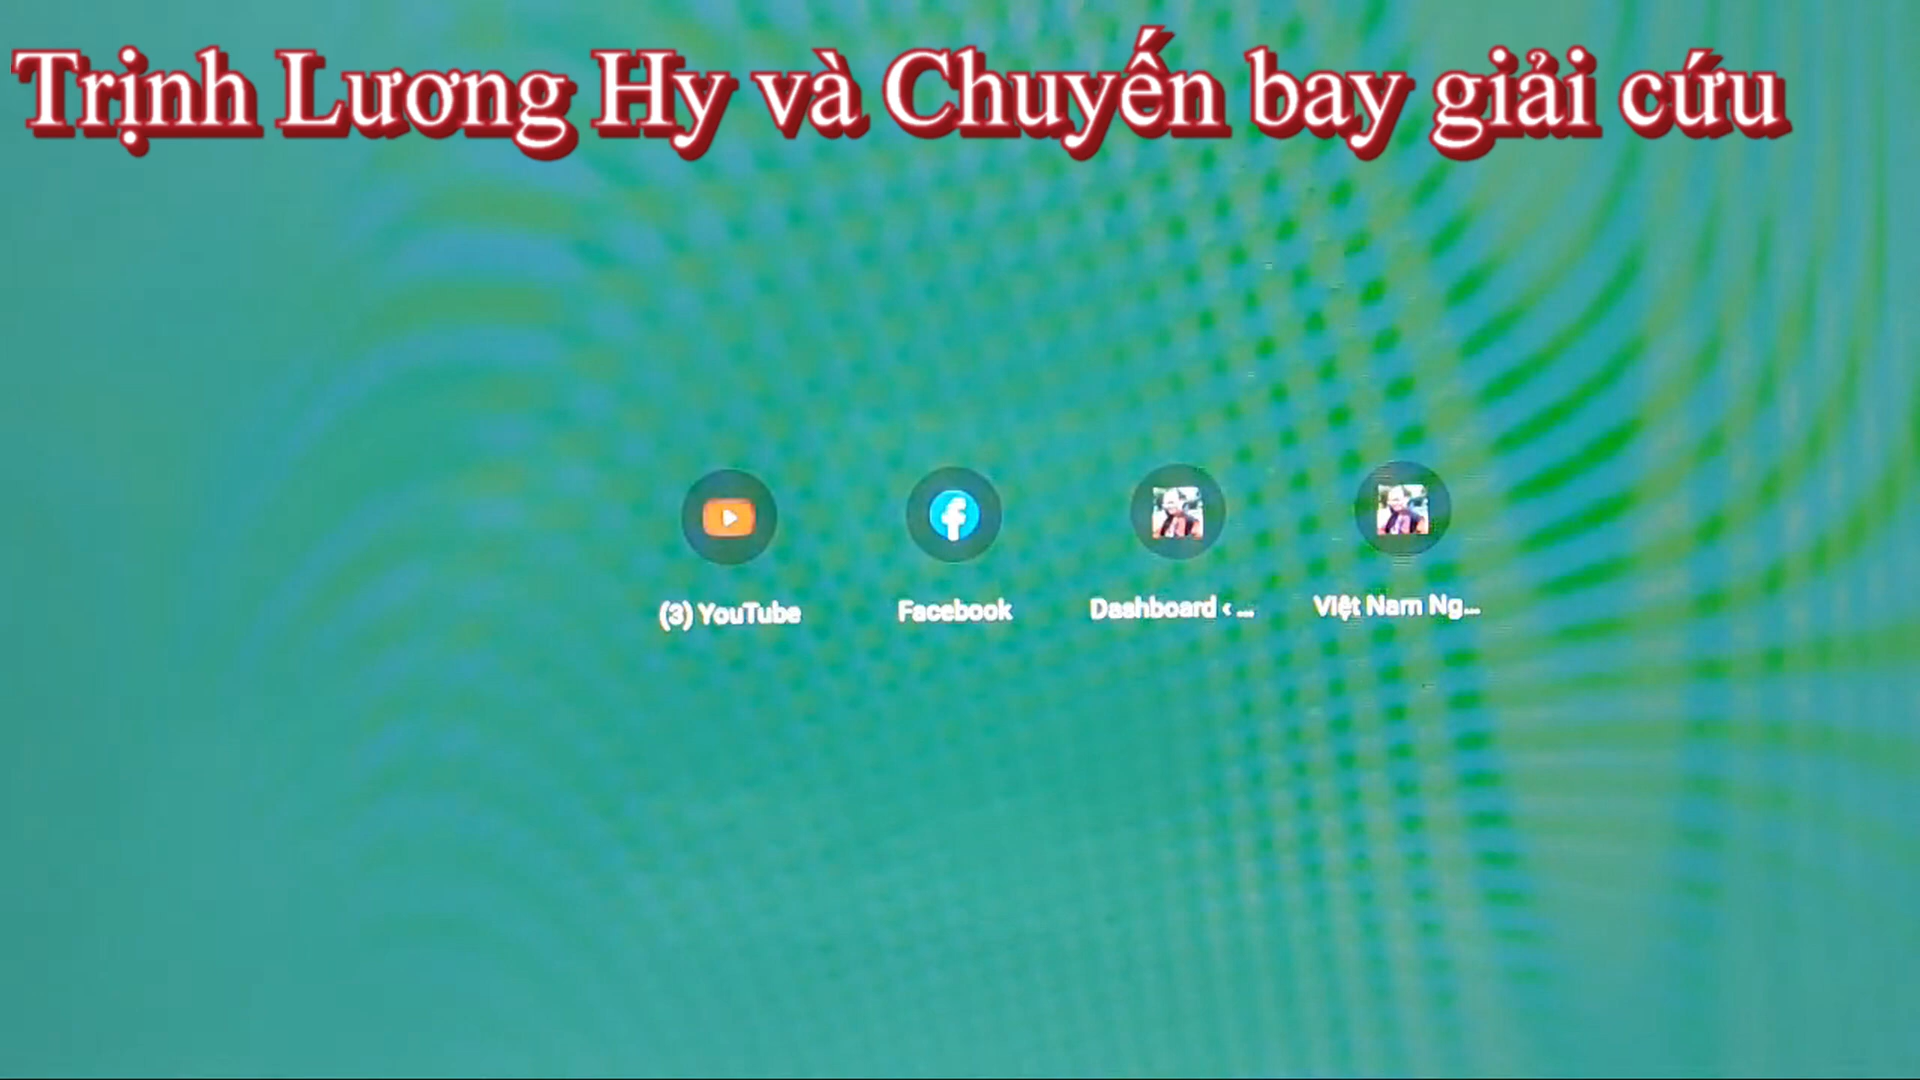 Trịnh Lương Hy và Chuyến bay giải cứu
(3) YouTube
Facebook
Dashboard ‹ ...
Việt Nam Ng...